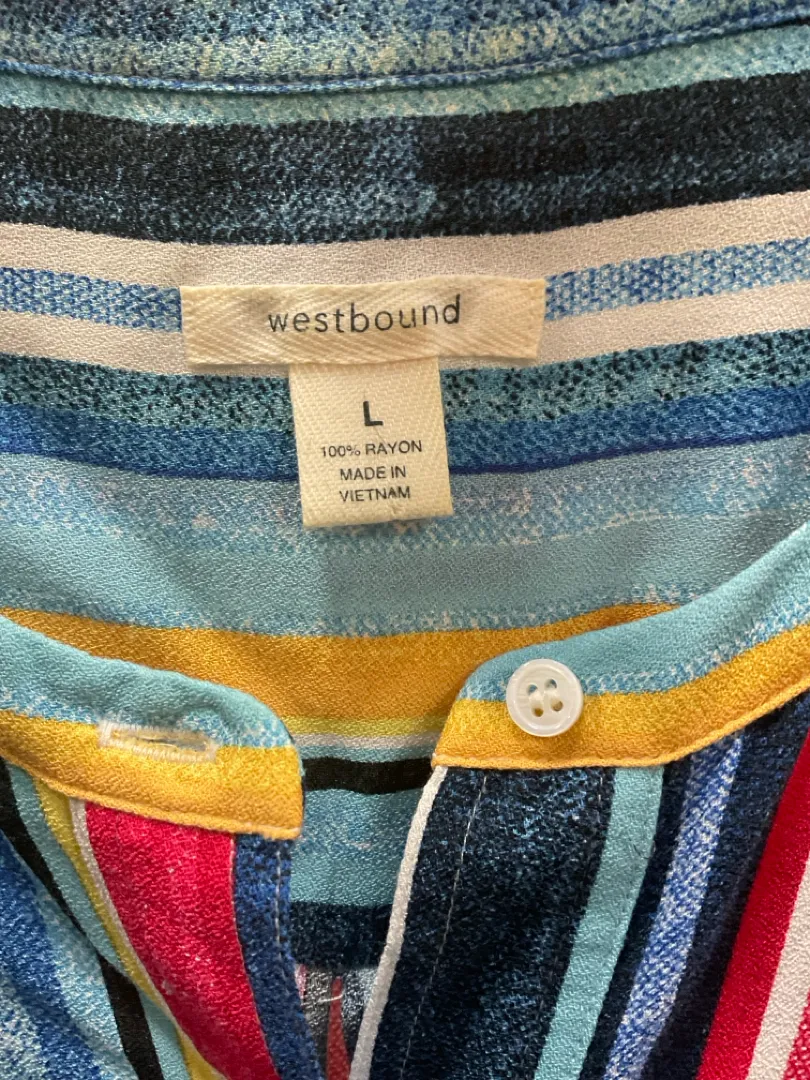 westbound
L
100% RAYON
MADE IN
VIETNAM